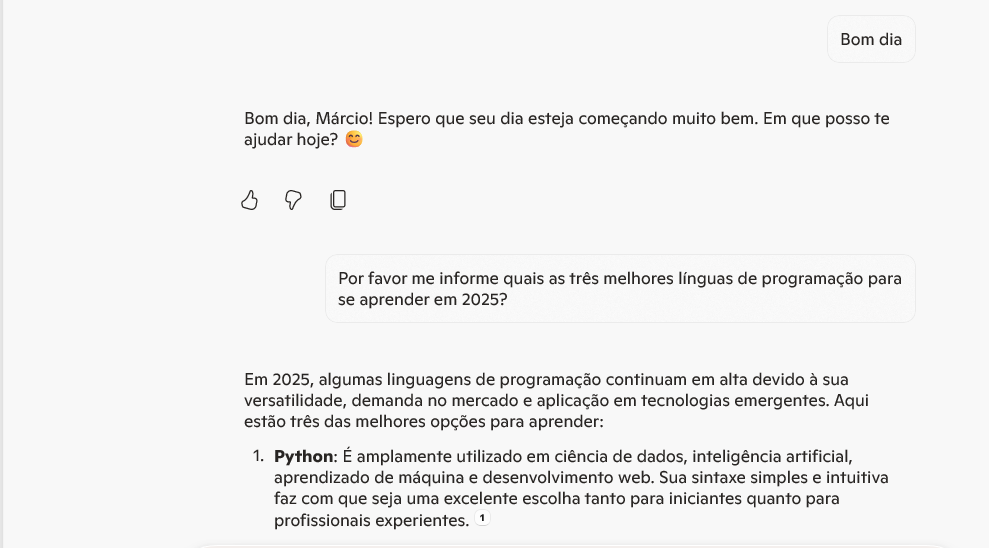 Bom dia
Bom dia, Márcio! Espero que seu dia esteja começando muito bem. Em que posso te
ajudar hoje? 😊
Por favor me informe quais as três melhores línguas de programação para
se aprender em 2025?
Em 2025, algumas linguagens de programação continuam em alta devido à sua
versatilidade, demanda no mercado e aplicação em tecnologias emergentes. Aqui
estão três das melhores opções para aprender:
1. Python: É amplamente utilizado em ciência de dados, inteligência artificial,
aprendizado de máquina e desenvolvimento web. Sua sintaxe simples e intuitiva
faz com que seja uma excelente escolha tanto para iniciantes quanto para
profissionais experientes. 1